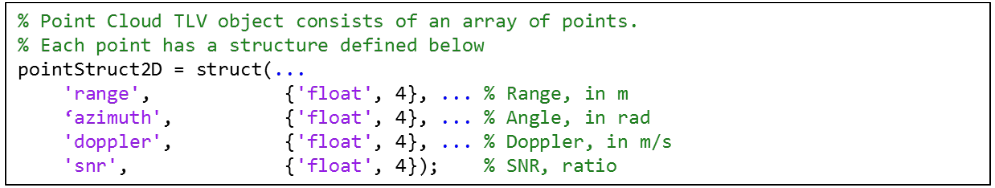 % Point Cloud TLV object consists of an array of points.
% Each point has a structure defined below
pointStruct2D = struct(...
'range', {'float', 4}, ... % Range, in m
‘azimuth', {'float', 4}, ... % Angle, in rad
'doppler', {'float', 4}, ... % Doppler, in m/s
'snr', {'float', 4}); % SNR, ratio